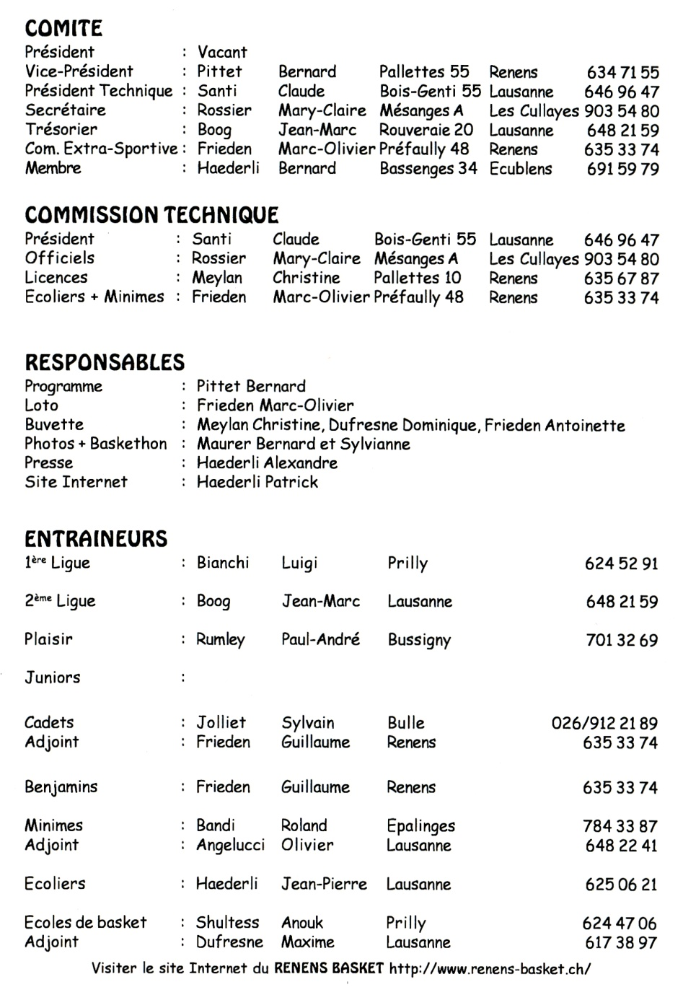 COMITE
Président : Vacant
Vice-Président : Pittet Bernard Pallettes 55 Renens 634 71 55
Président Technique : Santi Claude Bois-Genti 55 Lausanne 646 96 47
Secrétaire : Rossier Mary-Claire Mésanges A Les Cullayes 903 54 80
Trésorier : Boog Jean-Marc Rouveraie 20 Lausanne 648 21 59
Com. Extra-Sportive : Frieden Marc-Olivier Préfaully 48 Renens 635 33 74
Membre : Haederli Bernard Bassenges 34 Ecublens 691 59 79
COMMISSION TECHNIQUE
Président : Santi Claude Bois-Genti 55 Lausanne 646 96 47
Officiels : Rossier Mary-Claire Mésanges A Les Cullayes 903 54 80
Licences : Meylan Christine Pallettes 10 Renens 635 67 87
Ecoliers + Minimes : Frieden Marc-Olivier Préfaully 48 Renens 635 33 74
RESPONSABLES
Programme : Pittet Bernard
Loto : Frieden Marc-Olivier
Buvette : Meylan Christine, Dufresne Dominique, Frieden Antoinette
Photos + Baskethon : Maurer Bernard et Sylvianne
Presse : Haederli Alexandre
Site Internet : Haederli Patrick
ENTRAINEURS
1ère Ligue : Bianchi Luigi Prilly 624 52 91
2ème Ligue : Boog Jean-Marc Lausanne 648 21 59
Plaisir : Rumley Paul-André Bussigny 701 32 69
Juniors :
Cadets : Jolliet Sylvain Bulle 026/912 21 89
Adjoint : Frieden Guillaume Renens 635 33 74
Benjamins : Frieden Guillaume Renens 635 33 74
Minimes : Bandi Roland Epalinges 784 33 87
Adjoint : Angelucci Olivier Lausanne 648 22 41
Ecoliers : Haederli Jean-Pierre Lausanne 625 06 21
Ecoles de basket : Shultess Anouk Prilly 624 47 06
Adjoint : Dufresne Maxime Lausanne 617 38 97
Visiter le site Internet du RENENS BASKET http://www.renens-basket.ch/